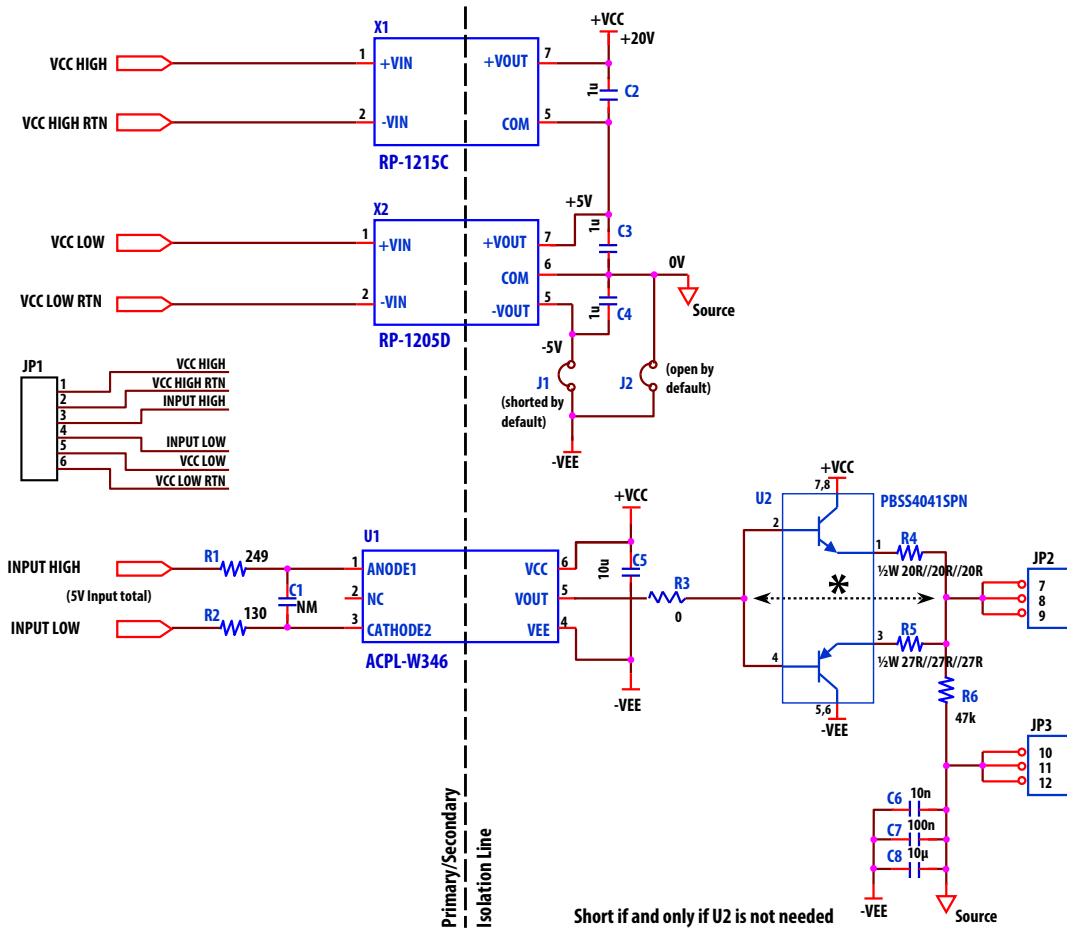 X1
+VCC
+20V
VCC HIGH
1
+VIN
+VOUT
7
1u
C2
VCC HIGH RTN
2
-VIN
COM
5
RP-1215C
X2
+5V
VCC LOW
1
+VIN
+VOUT
7
1u
C3
COM
6
0V
VCC LOW RTN
2
-VIN
-VOUT
5
1u
C4
Source
RP-1205D
-5V
J1
(shorted by
default)
J2
(open by
default)
-VEE
JP1
1
VCC HIGH
2
VCC HIGH RTN
3
INPUT HIGH
4
INPUT LOW
5
VCC LOW
6
VCC LOW RTN
U1
INPUT HIGH
R1
249
1
ANODE1
VCC
6
(5V Input total)
C1
NM
2
NC
VOUT
5
INPUT LOW
R2
130
3
CATHODE2
VEE
4
ACPL-W346
+VCC
10u
C5
R3
0
-VEE
+VCC
7,8
U2
PBSS4041SPN
2
1
R4
½W 20R//20R//20R
*
JP2
7
8
9
4
3
R5
½W 27R//27R//27R
5,6
-VEE
R6
47k
JP3
10
11
12
C6
10n
C7
100n
C8
10µ
-VEE
Source
Primary/Secondary
Isolation Line
Short if and only if U2 is not needed